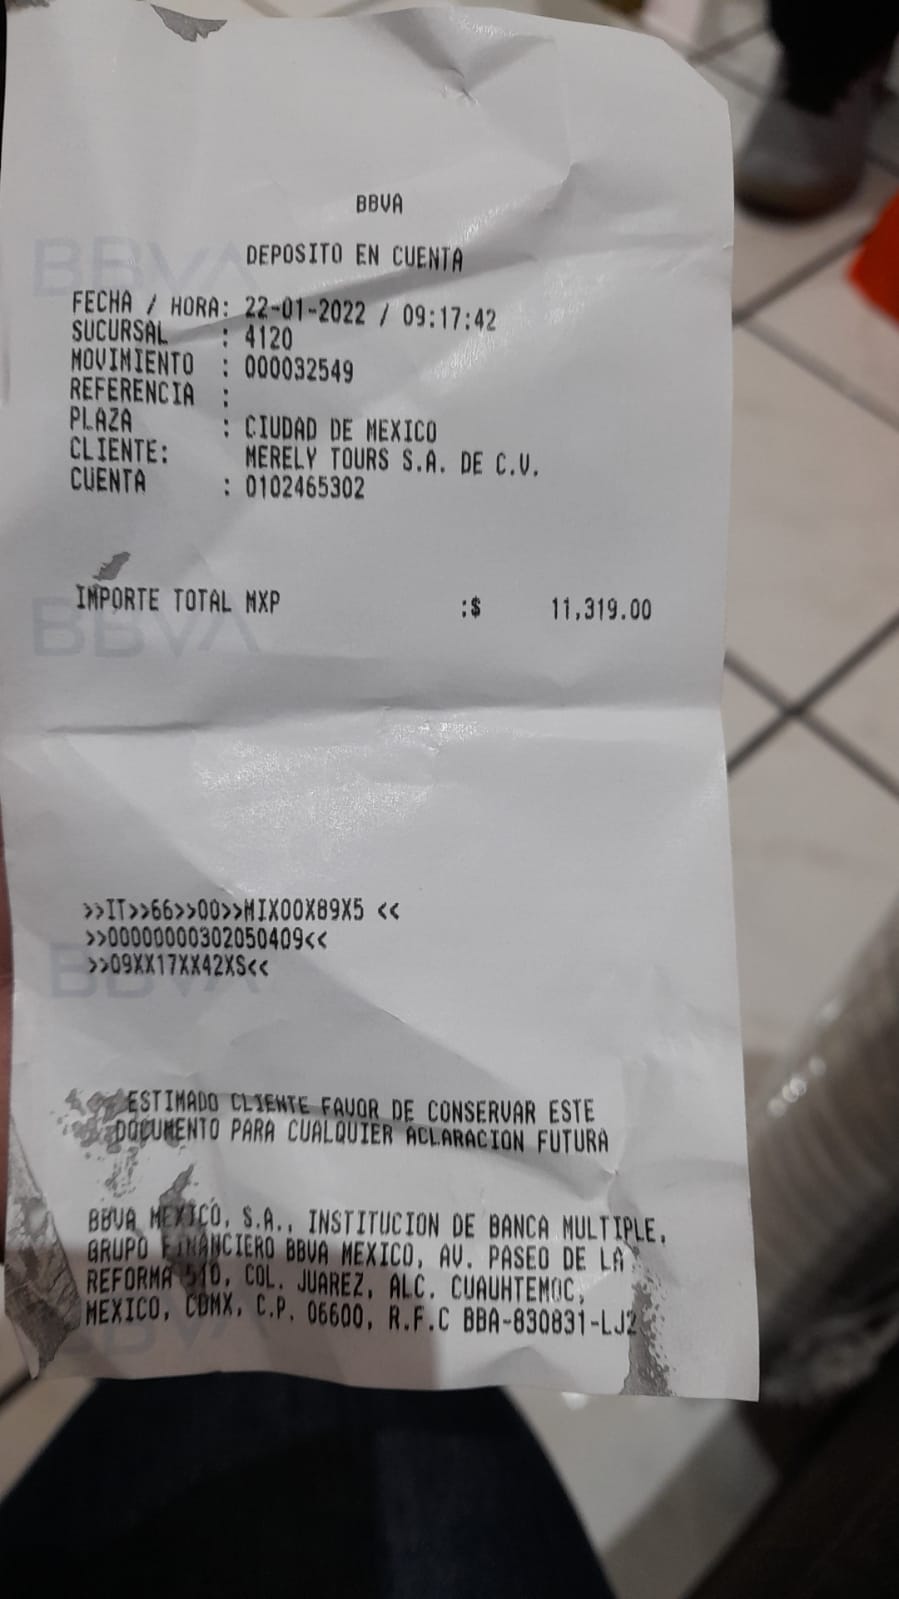 BBVA
DEPOSITO EN CUENTA
FECHA / HORA: 22-01-2022 / 09:17:42
SUCURSAL : 4120
MOVIMIENTO : 000032549
REFERENCIA :
PLAZA : CIUDAD DE MEXICO
CLIENTE: MERELY TOURS S.A. DE C.V.
CUENTA : 0102465302
IMPORTE TOTAL MXP :$ 11,319.00
>>IT>>66>>00>>MIX00X89X5 <<
>>00000000302050409<<
>>09XX17XX42XS<<
ESTIMADO CLIENTE FAVOR DE CONSERVAR ESTE
DOCUMENTO PARA CUALQUIER ACLARACION FUTURA
BBVA MEXICO, S.A., INSTITUCION DE BANCA MULTIPLE,
GRUPO FINANCIERO BBVA MEXICO, AV. PASEO DE LA
REFORMA 510, COL. JUAREZ, ALC. CUAUHTEMOC,
MEXICO, CDMX, C.P. 06600, R.F.C BBA-830831-LJ2